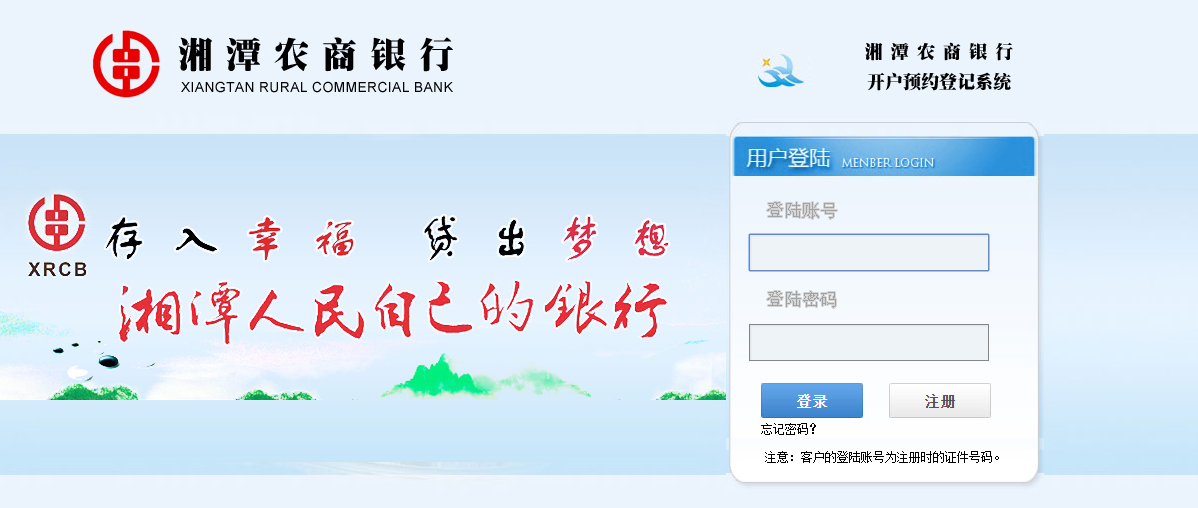 湘潭农商银行
XIANGTAN RURAL COMMERCIAL BANK
湘潭农商银行
开户预约登记系统
XRCB
存入幸福 贷出梦想
湘潭人民自己的銀行
用户登陆 MENBER LOGIN
登陆账号
登陆密码
登录 注册
忘记密码?
注意：客户的登陆账号为注册时的证件号码。